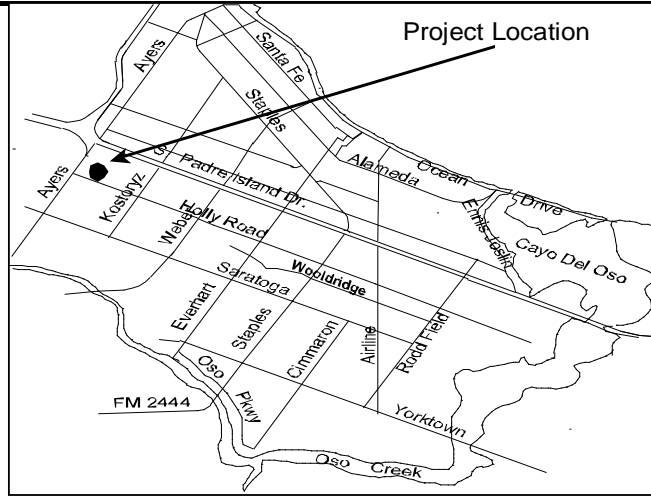 Project Location
Ayers
Santa Fe
Staples
Alameda
Ocean
Drive
Ayers
Kostoryz
S
Padre Island Dr.
Weber
Holly Road
Ennis Joslin
Cayo Del Oso
Saratoga
Wooldridge
Everhart
Staples
Cimmaron
Airline
Rodd Field
Oso
Pkwy
FM 2444
Yorktown
Oso Creek